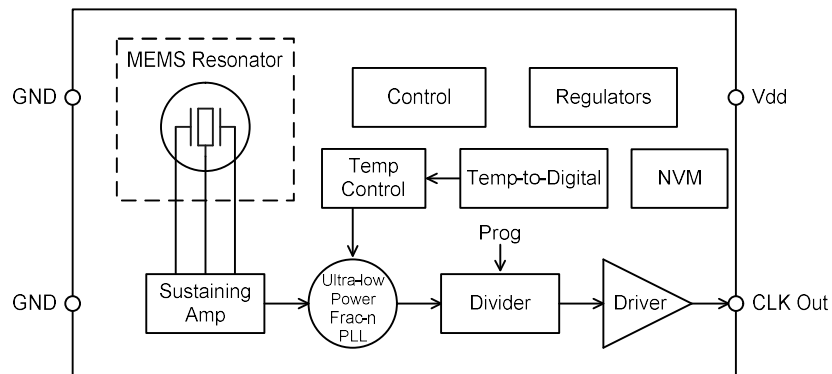 MEMS Resonator
GND
Control
Regulators
Vdd
Temp
Control
Temp-to-Digital
NVM
Prog
GND
Sustaining
Amp
Ultra-low
Power
Frac-n
PLL
Divider
Driver
CLK Out